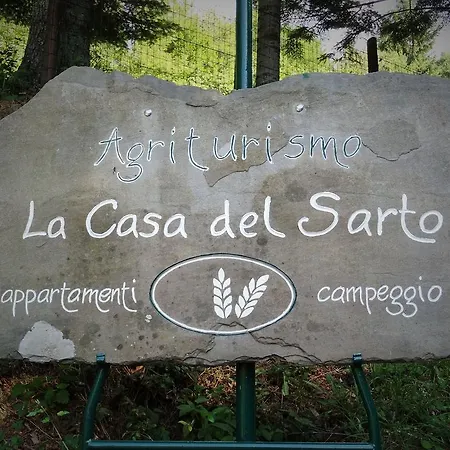 Agriturismo
La Casa del Sarto
appartamenti campeggio